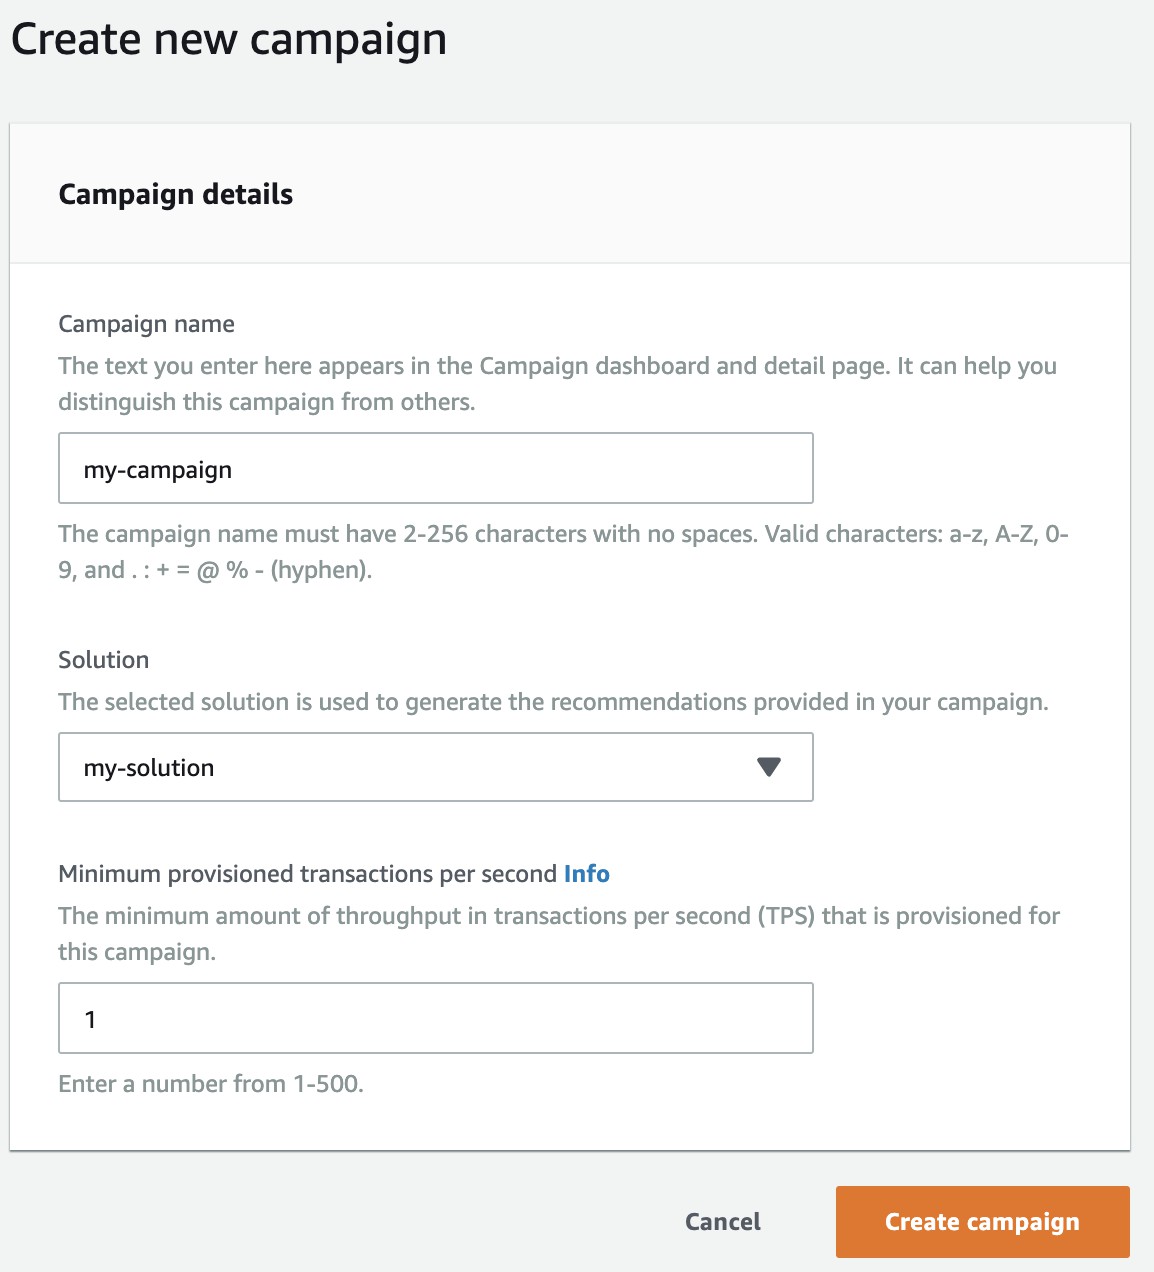 Create new campaign
Campaign details
Campaign name
The text you enter here appears in the Campaign dashboard and detail page. It can help you
distinguish this campaign from others.
my-campaign
The campaign name must have 2-256 characters with no spaces. Valid characters: a-z, A-Z, 0-
9, and . : + = @ % - (hyphen).
Solution
The selected solution is used to generate the recommendations provided in your campaign.
my-solution
Minimum provisioned transactions per second Info
The minimum amount of throughput in transactions per second (TPS) that is provisioned for
this campaign.
1
Enter a number from 1-500.
Cancel Create campaign